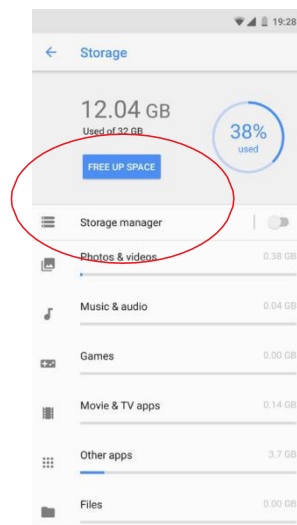 19:28
Storage
12.04 GB
Used of 32 GB
38%
used
FREE UP SPACE
Storage manager
Photos & videos 0.38 GB
Music & audio 0.04 GB
Games 0.00 GB
Movie & TV apps 0.14 GB
Other apps 3.7 GB
Files 0.00 GB